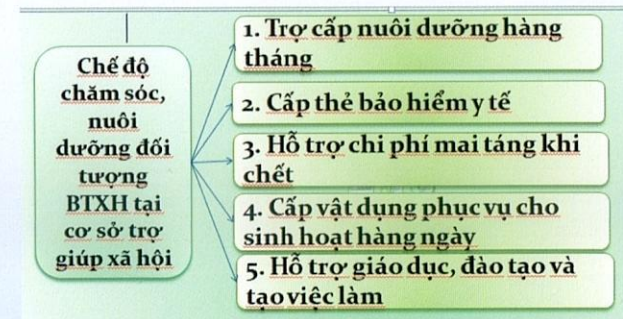 Chế độ
chăm sóc,
nuôi
dưỡng đối
tượng
BTXH tại
cơ sở trợ
giúp xã hội
1. Trợ cấp nuôi dưỡng hàng
tháng
2. Cấp thẻ bảo hiểm y tế
3. Hỗ trợ chi phí mai táng khi
chết
4. Cấp vật dụng phục vụ cho
sinh hoạt hàng ngày
5. Hỗ trợ giáo dục, đào tạo và
tạo việc làm